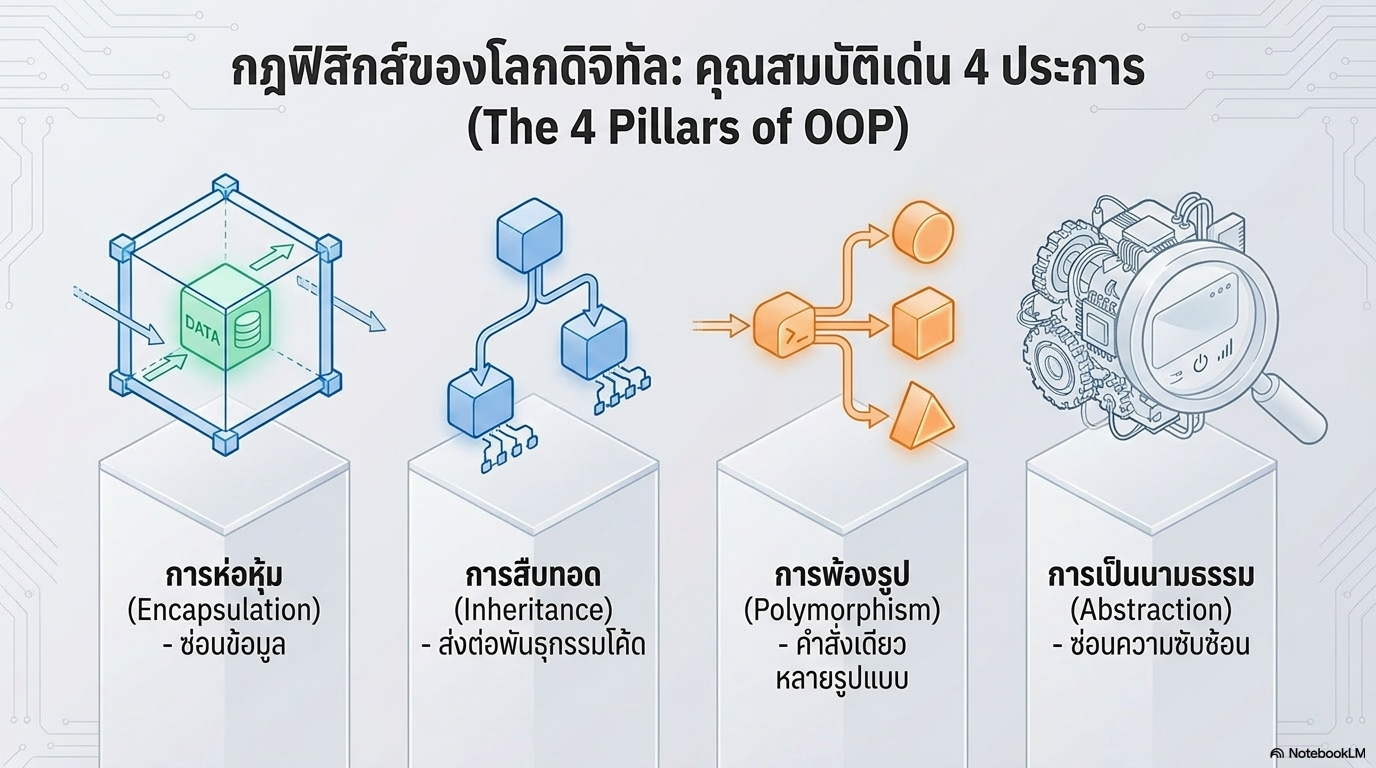 กฎฟิสิกส์ของโลกดิจิทัล: คุณสมบัติเด่น 4 ประการ
(The 4 Pillars of OOP)
DATA
>_
การห่อหุ้ม
(Encapsulation)
- ซ่อนข้อมูล
การสืบทอด
(Inheritance)
- ส่งต่อพันธุกรรมโค้ด
การพ้องรูป
(Polymorphism)
- คำสั่งเดียว
หลายรูปแบบ
การเป็นนามธรรม
(Abstraction)
- ซ่อนความซับซ้อน
NotebookLM